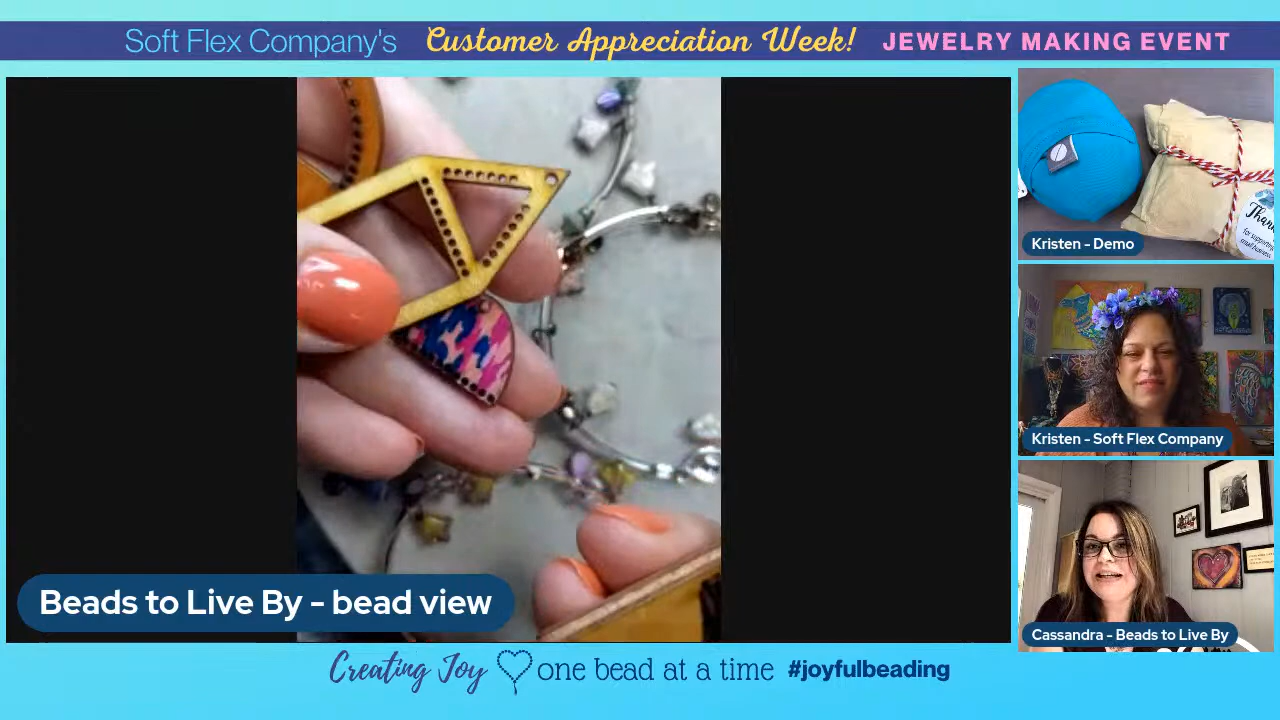 Soft Flex Company's Customer Appreciation Week! JEWELRY MAKING EVENT
Kristen - Demo
Kristen - Soft Flex Company
Beads to Live By - bead view
Cassandra - Beads to Live By
Creating Joy one bead at a time #joyfulbeading